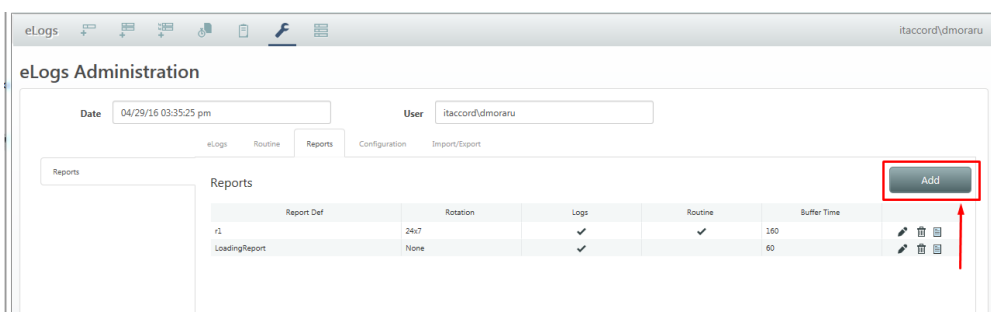 eLogs itaccord\dmoraru
eLogs Administration
Date 04/29/16 03:35:25 pm User itaccord\dmoraru
eLogs Routine Reports Configuration Import/Export
Reports
Reports Add
Report Def Rotation Logs Routine Buffer Time
r1 24x7 160
LoadingReport None 60